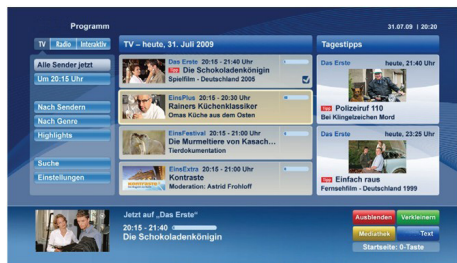 Programm
31.07.09 | 20:20
TV Radio Interaktiv
Alle Sender jetzt
Um 20:15 Uhr
Nach Sendern
Nach Genre
Highlights
Suche
Einstellungen
TV – heute, 31. Juli 2009
Das Erste 20:15 - 21:40 Uhr
Tipp Die Schokoladenkönigin
Spielfilm - Deutschland 2005
EinsPlus 20:15 - 20:30 Uhr
Rainers Küchenklassiker
Omas Küche aus dem Osten
EinsFestival 20:15 - 21:00 Uhr
Die Murmeltiere von Kasach...
Tierdokumentation
EinsExtra 20:15 - 21:00 Uhr
Kontraste
Moderation: Astrid Frohloff
Tagestipps
Das Erste heute, 21:40 Uhr
Tipp Polizeiruf 110
Bei Klingelzeichen Mord
Das Erste heute, 23:25 Uhr
Tipp Einfach raus
Fernsehfilm - Deutschland 1999
Jetzt auf „Das Erste“
20:15 - 21:40
Die Schokoladenkönigin
Ausblenden Verkleinern
Mediathek Text
Startseite: 0-Taste